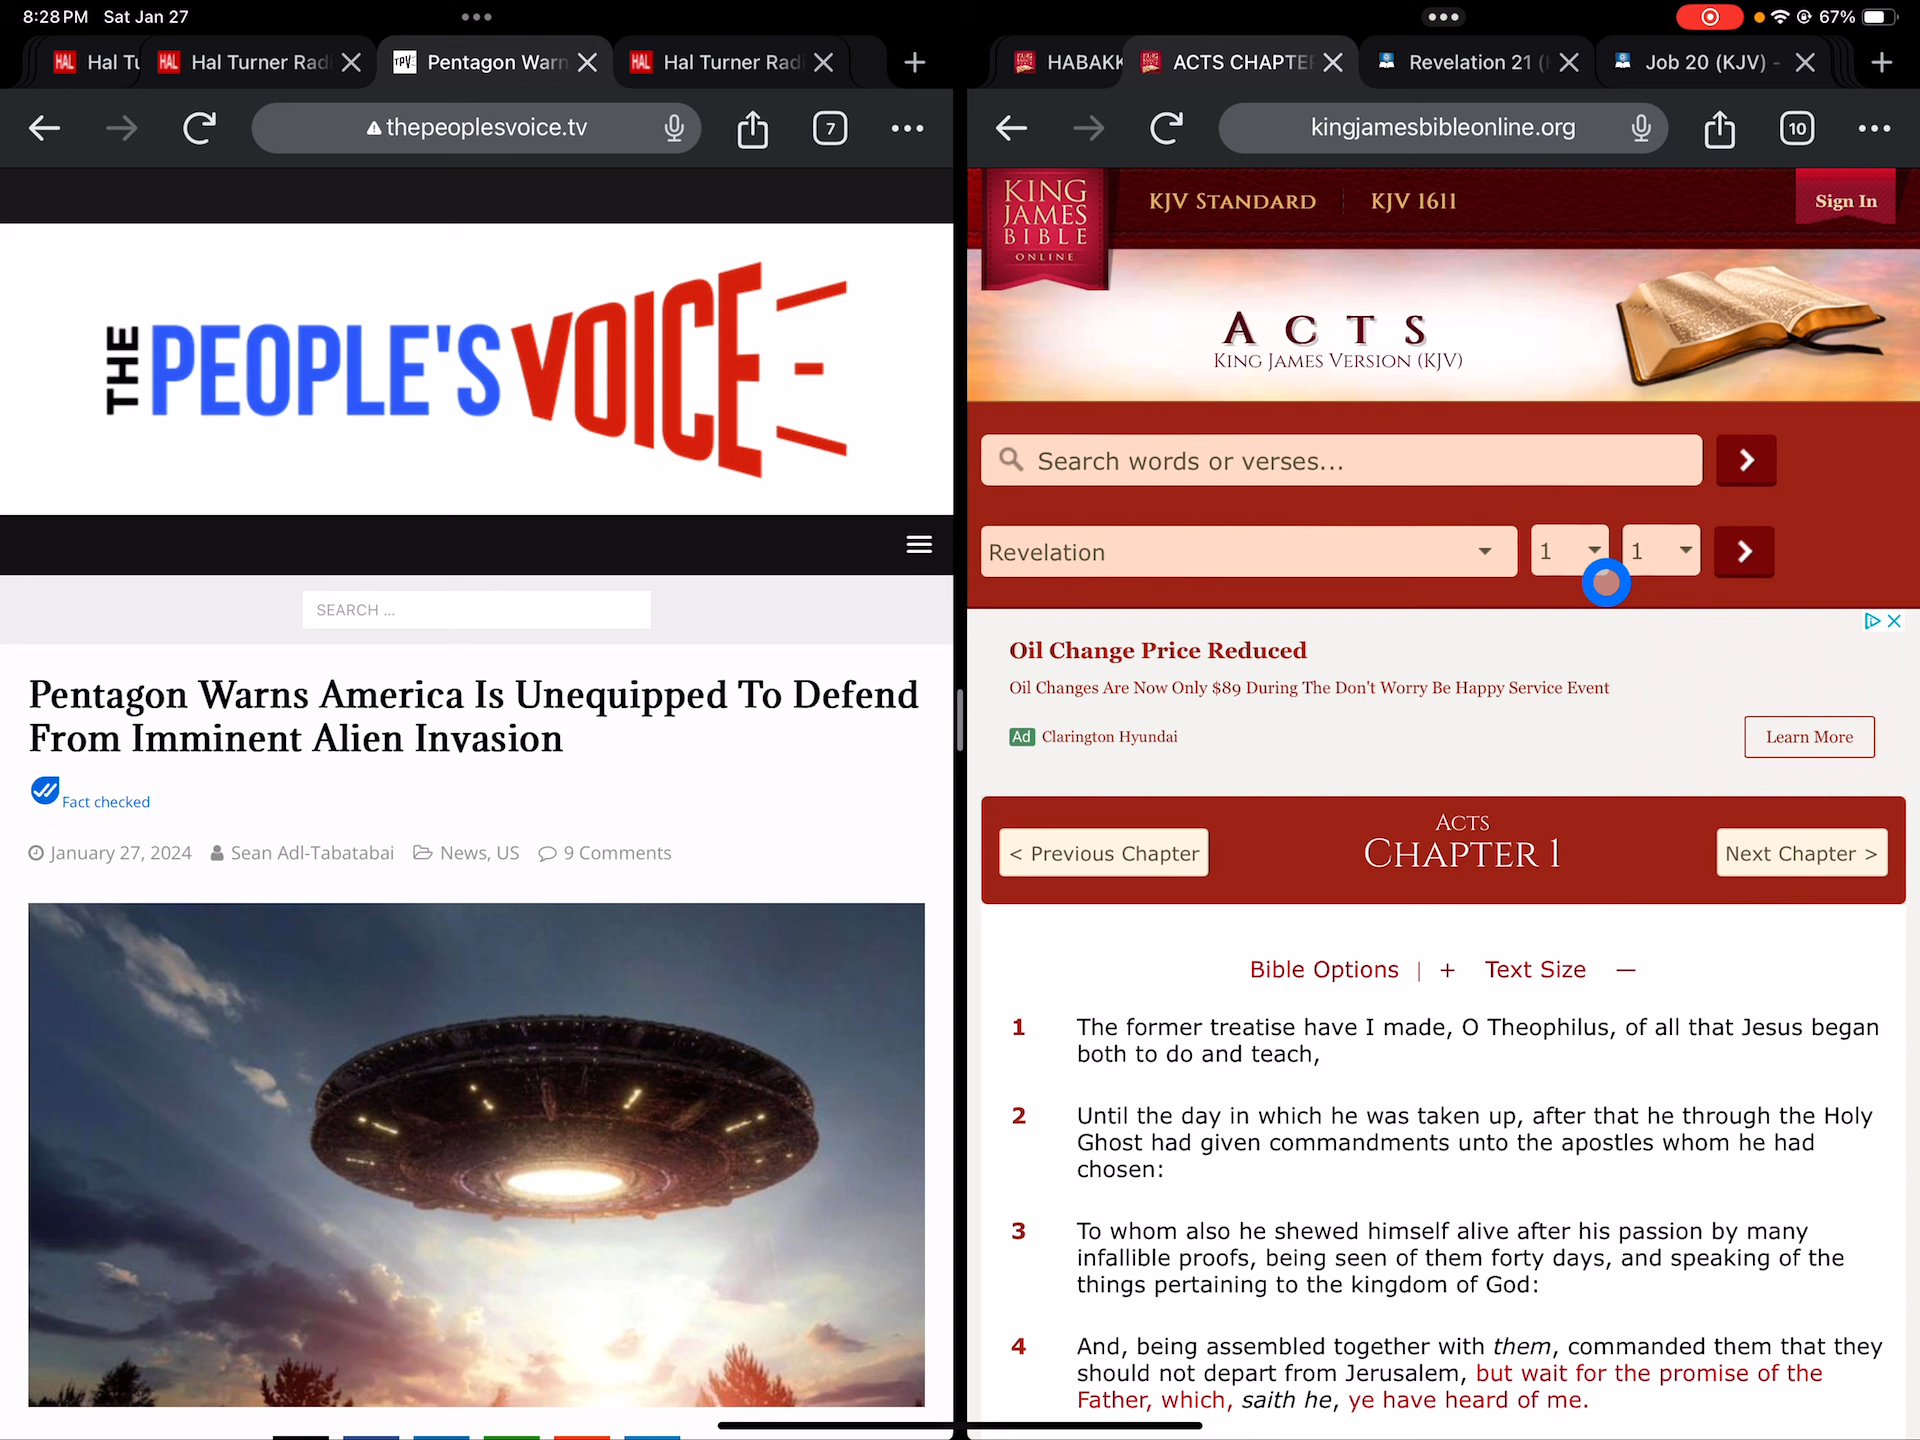 8:28 PM Sat Jan 27
67%
HAL Hal Tu
HAL Hal Turner Radi
TPV Pentagon Warn
HAL Hal Turner Radi
thepeoplesvoice.tv
7
THE PEOPLE'S VOICE
SEARCH ...
Pentagon Warns America Is Unequipped To Defend
From Imminent Alien Invasion
Fact checked
January 27, 2024 Sean Adl-Tabatabai News, US 9 Comments
HABAKK
ACTS CHAPTE
Revelation 21 (
Job 20 (KJV) -
kingjamesbibleonline.org
10
KING
JAMES
BIBLE
ONLINE
KJV STANDARD
KJV 1611
Sign In
ACTS
KING JAMES VERSION (KJV)
Search words or verses...
Revelation
1
1
Oil Change Price Reduced
Oil Changes Are Now Only $89 During The Don't Worry Be Happy Service Event
Ad Clarington Hyundai
Learn More
< Previous Chapter
ACTS
CHAPTER 1
Next Chapter >
Bible Options | + Text Size —
1 The former treatise have I made, O Theophilus, of all that Jesus began
both to do and teach,
2 Until the day in which he was taken up, after that he through the Holy
Ghost had given commandments unto the apostles whom he had
chosen:
3 To whom also he shewed himself alive after his passion by many
infallible proofs, being seen of them forty days, and speaking of the
things pertaining to the kingdom of God:
4 And, being assembled together with them, commanded them that they
should not depart from Jerusalem, but wait for the promise of the
Father, which, saith he, ye have heard of me.